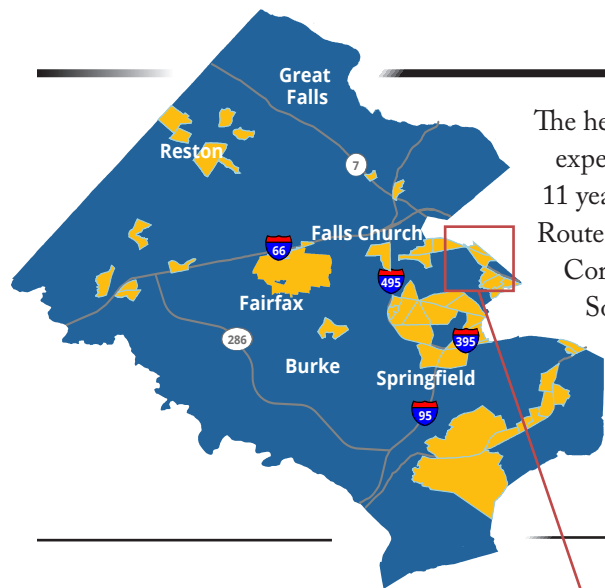 Great
Falls
Reston
7
Falls Church
66
495
Fairfax
286
395
Burke
Springfield
95
The he
expe
11 yea
Route
Cor
So